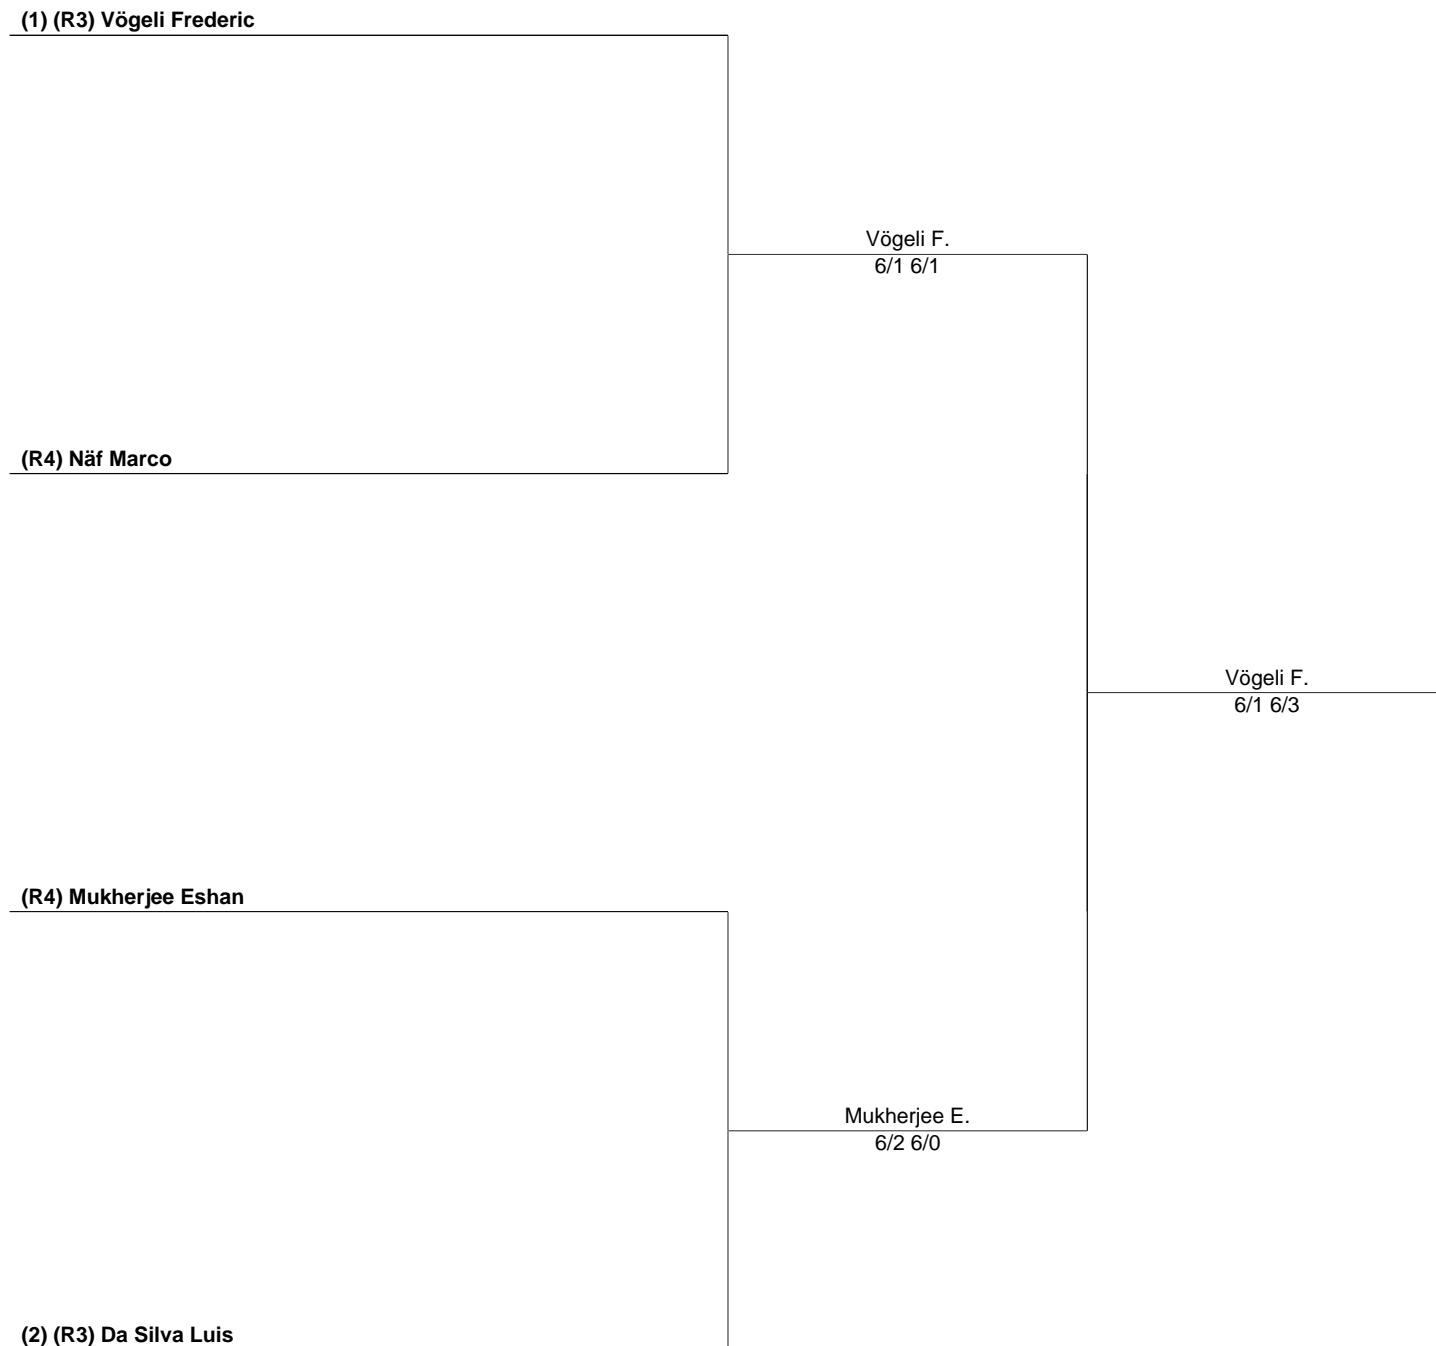 (1) (R3) Vögeli Frederic
Vögeli F.
6/1 6/1
(R4) Näf Marco
Vögeli F.
6/1 6/3
(R4) Mukherjee Eshan
Mukherjee E.
6/2 6/0
(2) (R3) Da Silva Luis